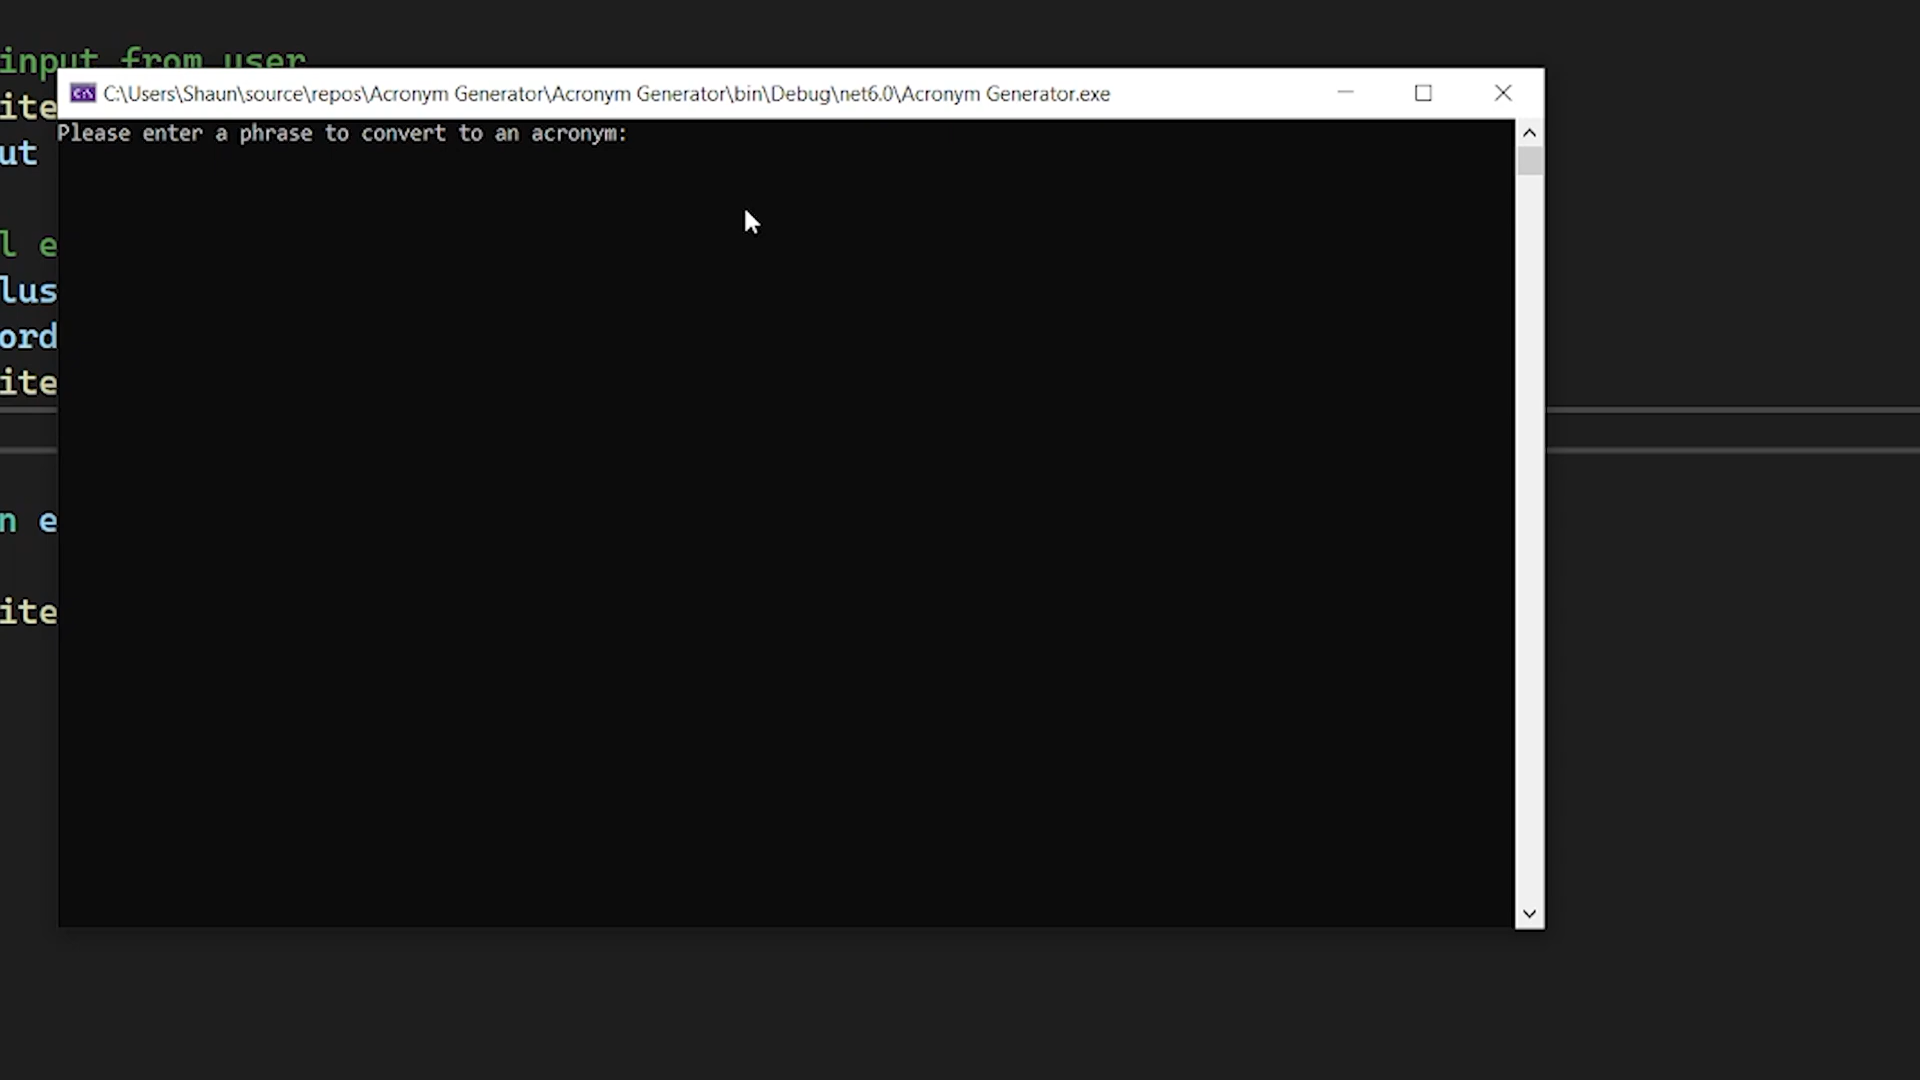 input from user
C:\Users\Shaun\source\repos\Acronym Generator\Acronym Generator\bin\Debug\net6.0\Acronym Generator.exe
ite
Please enter a phrase to convert to an acronym:
ut
l e
lus
ord
ite
n e
ite